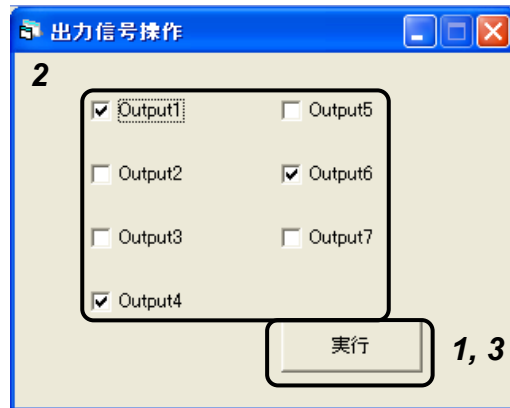 出力信号操作
2
Output1 Output5
Output2 Output6
Output3 Output7
Output4
実行 1, 3